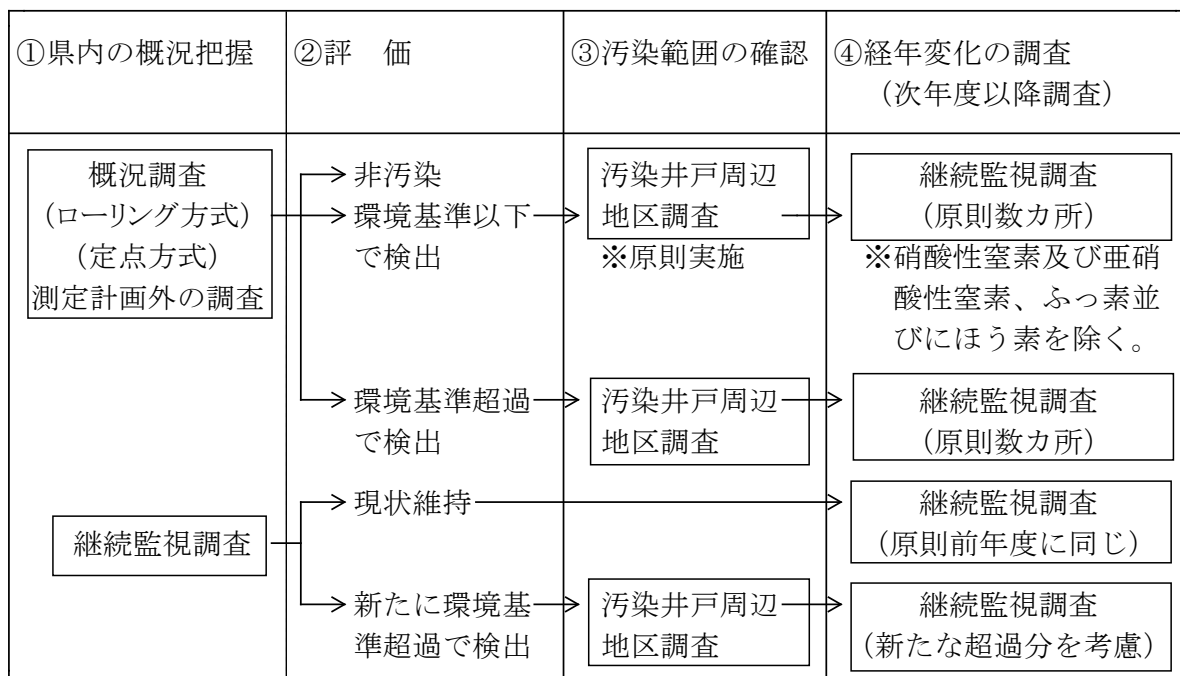 ①県内の概況把握
②評　価
③汚染範囲の確認
④経年変化の調査
（次年度以降調査）
概況調査
(ローリング方式)
(定点方式)
測定計画外の調査
非汚染
環境基準以下
で検出
汚染井戸周辺
地区調査
※原則実施
継続監視調査
(原則数カ所)
※硝酸性窒素及び亜硝
酸性窒素、ふっ素並
びにほう素を除く。
環境基準超過
で検出
汚染井戸周辺
地区調査
継続監視調査
(原則数カ所)
継続監視調査
現状維持
継続監視調査
(原則前年度に同じ)
新たに環境基
準超過で検出
汚染井戸周辺
地区調査
継続監視調査
(新たな超過分を考慮)